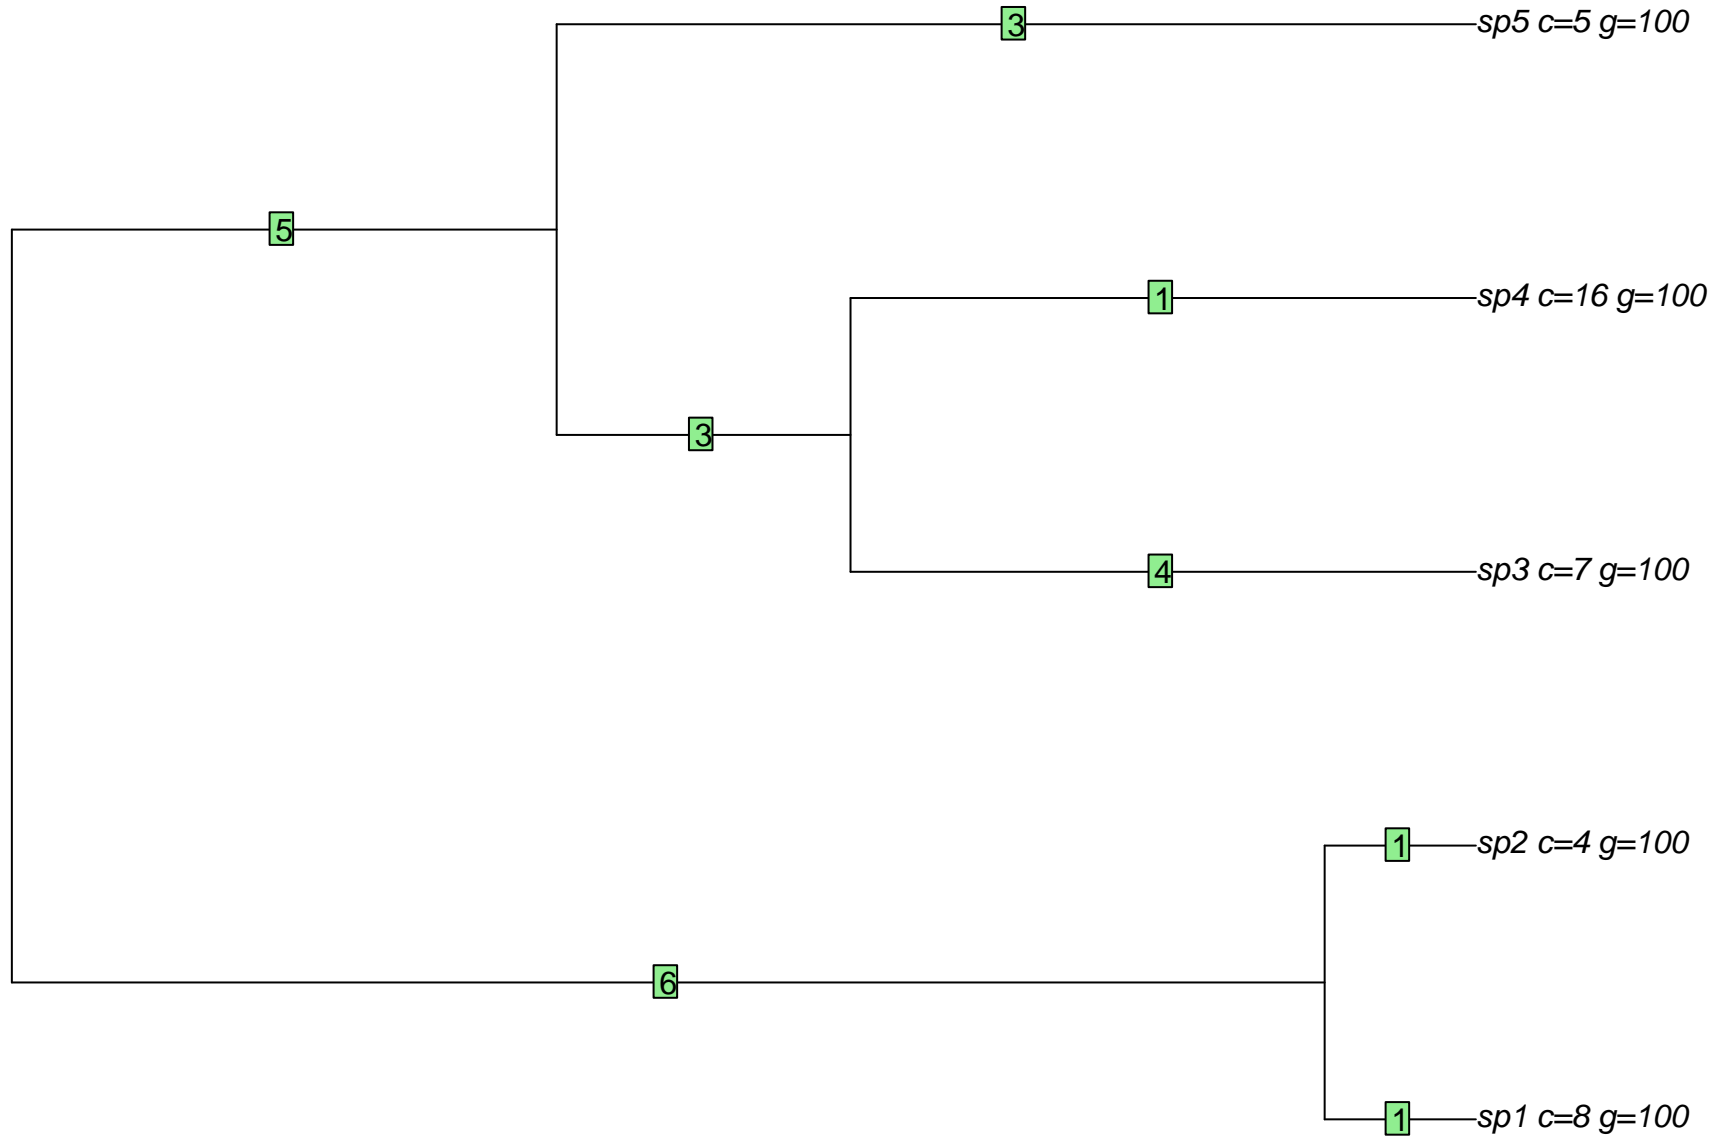 3 sp5 c=5 g=100
5
1 sp4 c=16 g=100
3
4 sp3 c=7 g=100
1 sp2 c=4 g=100
6
1 sp1 c=8 g=100